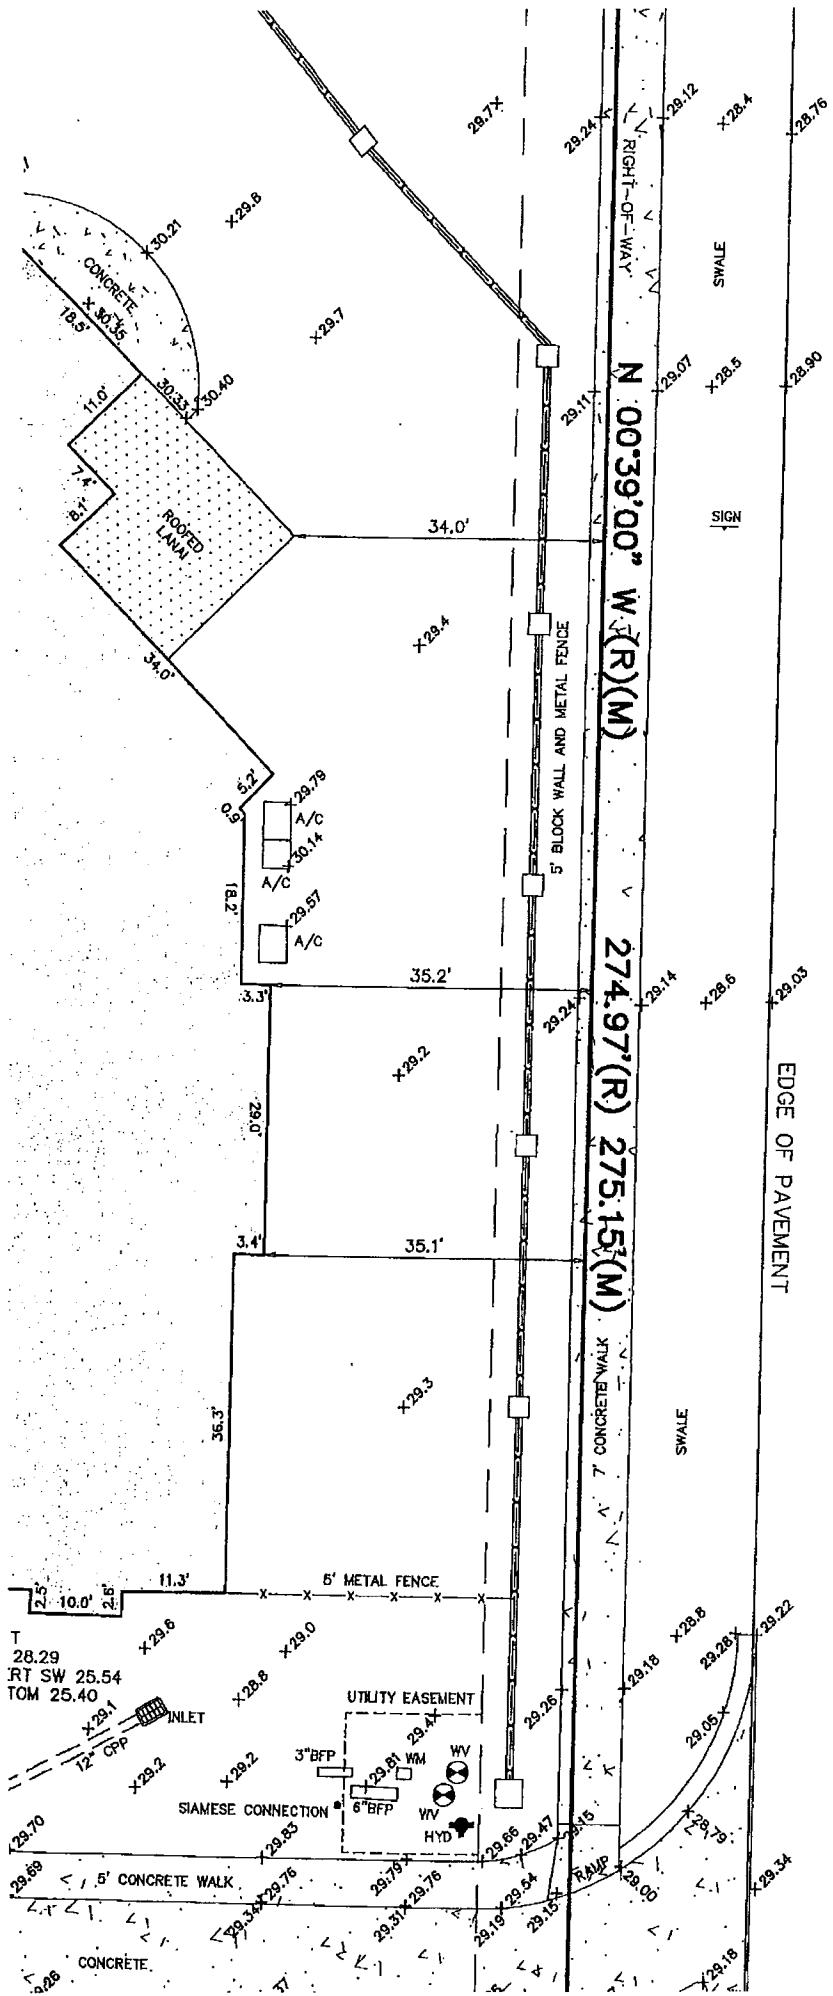 29.7
29.24
29.12
28.4
28.76
RIGHT-OF-WAY
30.21
29.8
SWALE
CONCRETE
30.35
18.5'
29.7
30.33
30.40
11.0'
29.11
29.07
28.5
28.90
7.4'
8.1'
ROOFED
LANAI
34.0'
SIGN
N 00°39'00" W (R)(M)
274.97'(R) 275.15'(M)
29.4
34.0'
5' BLOCK WALL AND METAL FENCE
5.2'
0.9'
29.79
A/C
30.14
A/C
18.2'
29.57
A/C
3.3'
35.2'
29.24
29.14
28.6
29.03
29.2
EDGE OF PAVEMENT
29.0'
3.4'
35.1'
7' CONCRETE WALK
29.3
36.3'
SWALE
11.3'
5' METAL FENCE
2.5'
10.0'
2.6'
29.6
29.0
28.8
29.28
29.22
T
28.29
RT SW 25.54
TOM 25.40
28.8
29.26
29.18
UTILITY EASEMENT
29.1
INLET
29.4
29.05
12" CPP
29.2
29.2
3"BFP
29.81
WM
WV
SIAMESE CONNECTION
6"BFP
WV
HYD
28.79
29.70
29.83
29.66
29.47
29.15
29.69
5' CONCRETE WALK
29.76
29.79
29.76
29.54
RAMP
29.00
29.34
29.34
29.31
29.19
29.15
CONCRETE
29.18
9.26
37